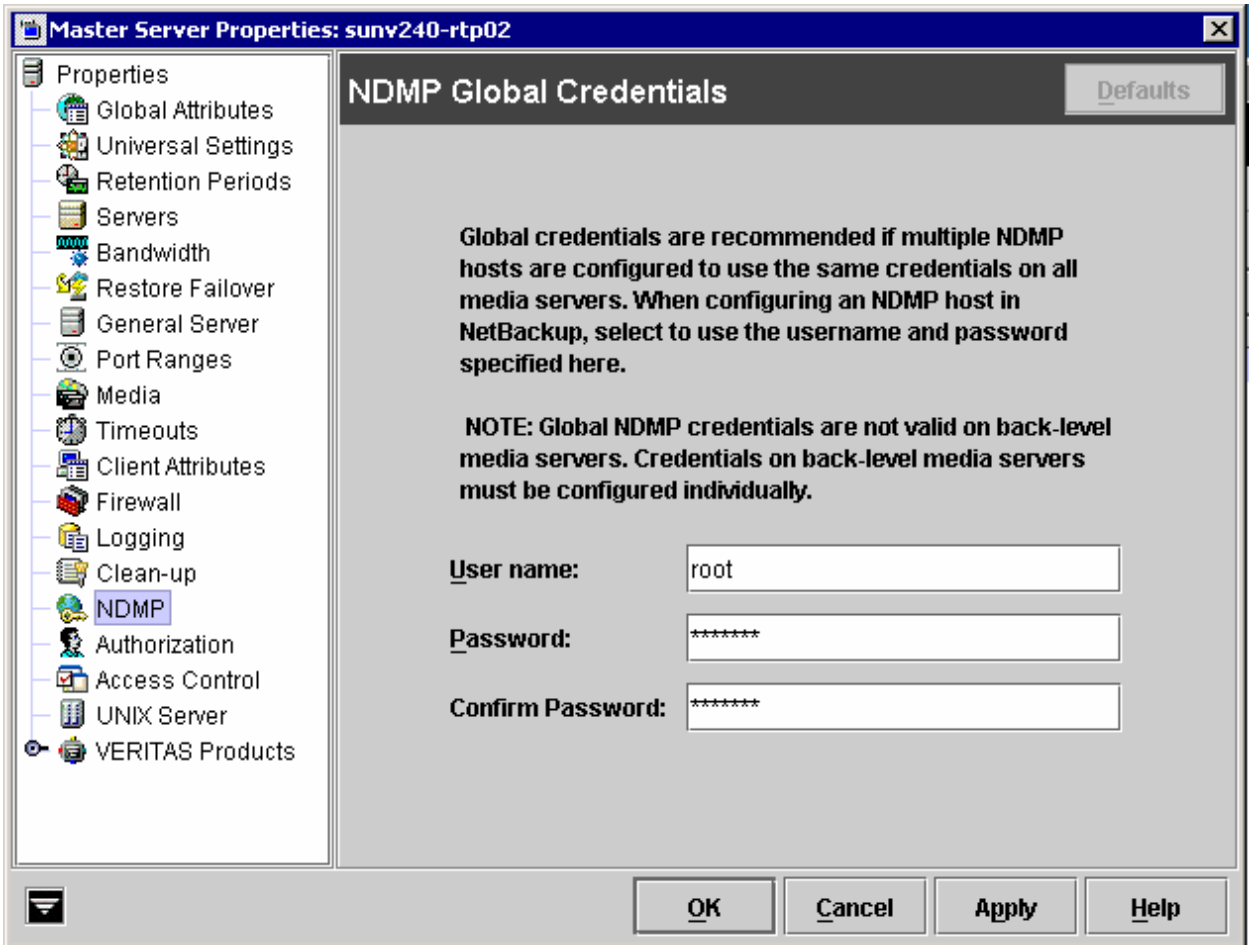 Master Server Properties: sunv240-rtp02
Properties
Global Attributes
Universal Settings
Retention Periods
Servers
Bandwidth
Restore Failover
General Server
Port Ranges
Media
Timeouts
Client Attributes
Firewall
Logging
Clean-up
NDMP
Authorization
Access Control
UNIX Server
VERITAS Products
NDMP Global Credentials
Defaults
Global credentials are recommended if multiple NDMP
hosts are configured to use the same credentials on all
media servers. When configuring an NDMP host in
NetBackup, select to use the username and password
specified here.
NOTE: Global NDMP credentials are not valid on back-level
media servers. Credentials on back-level media servers
must be configured individually.
User name: root
Password: *******
Confirm Password: *******
OK Cancel Apply Help